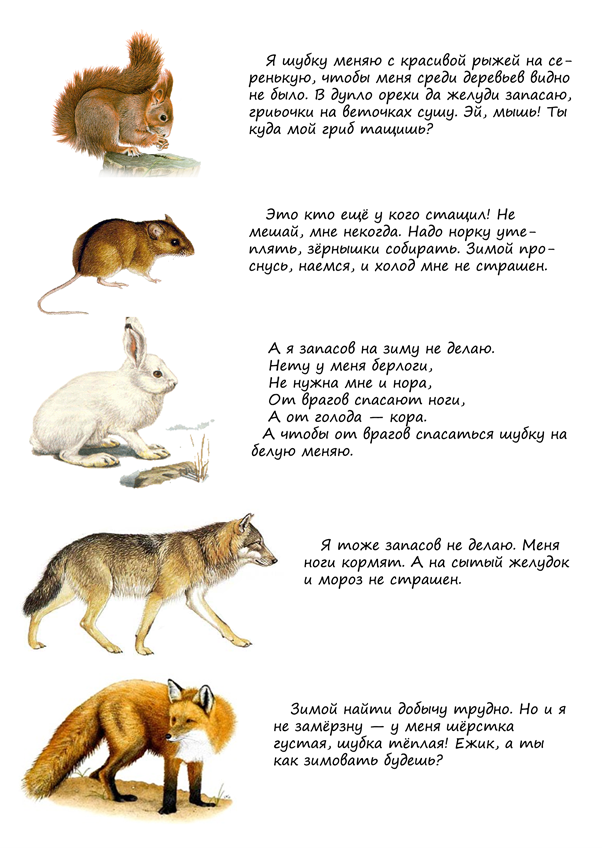 Я шубку меняю с красивой рыжей на се-
ренькую, чтобы меня среди деревьев видно
не было. В дупло орехи да желуди запасаю,
гриьочки на веточках сушу. Эй, мышь! Ты
куда мой гриб тащишь?
Это кто ещё у кого стащил! Не
мешай, мне некогда. Надо норку уте-
плять, зёрнышки собирать. Зимой про-
снусь, наемся, и холод мне не страшен.
А я запасов на зиму не делаю.
Нету у меня берлоги,
Не нужна мне и нора,
От врагов спасают ноги,
А от голода — кора.
А чтобы от врагов спасаться шубку на
белую меняю.
Я тоже запасов не делаю. Меня
ноги кормят. А на сытый желудок
и мороз не страшен.
Зимой найти добычу трудно. Но и я
не замёрзну — у меня шёрстка
густая, шубка тёплая! Ежик, а ты
как зимовать будешь?